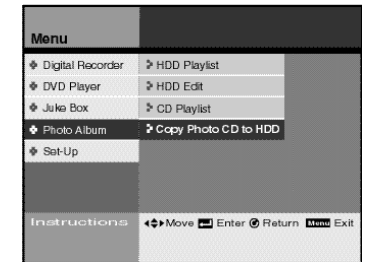 Menu
Digital Recorder
HDD Playlist
DVD Player
HDD Edit
Juke Box
CD Playlist
Photo Album
Copy Photo CD to HDD
Set-Up
Instructions
Move Enter Return Menu Exit